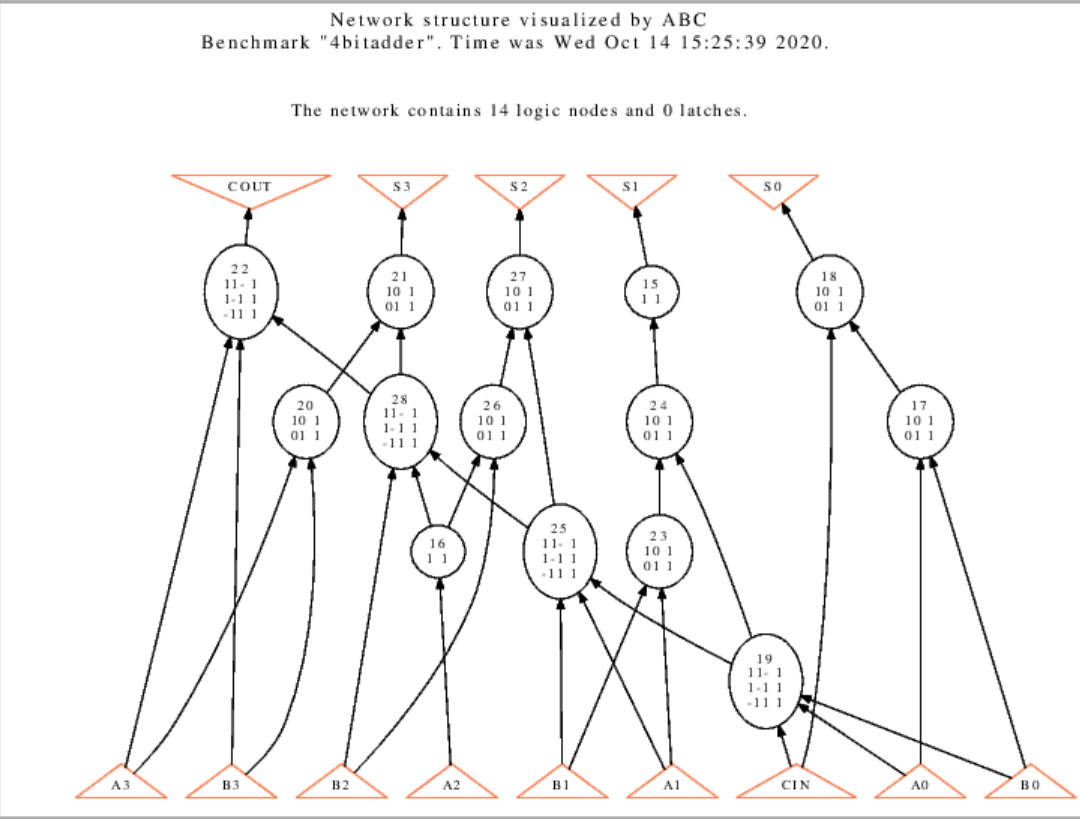 Network structure visualized by ABC
Benchmark "4bitadder". Time was Wed Oct 14 15:25:39 2020.
The network contains 14 logic nodes and 0 latches.
COUT
S3
S2
S1
S0
22
11- 1
1-1 1
-11 1
21
10 1
01 1
27
10 1
01 1
15
1 1
18
10 1
01 1
20
10 1
01 1
28
11- 1
1-1 1
-11 1
26
10 1
01 1
24
10 1
01 1
17
10 1
01 1
16
1 1
25
11- 1
1-1 1
-11 1
23
10 1
01 1
19
11- 1
1-1 1
-11 1
A3
B3
B2
A2
B1
A1
CIN
A0
B0